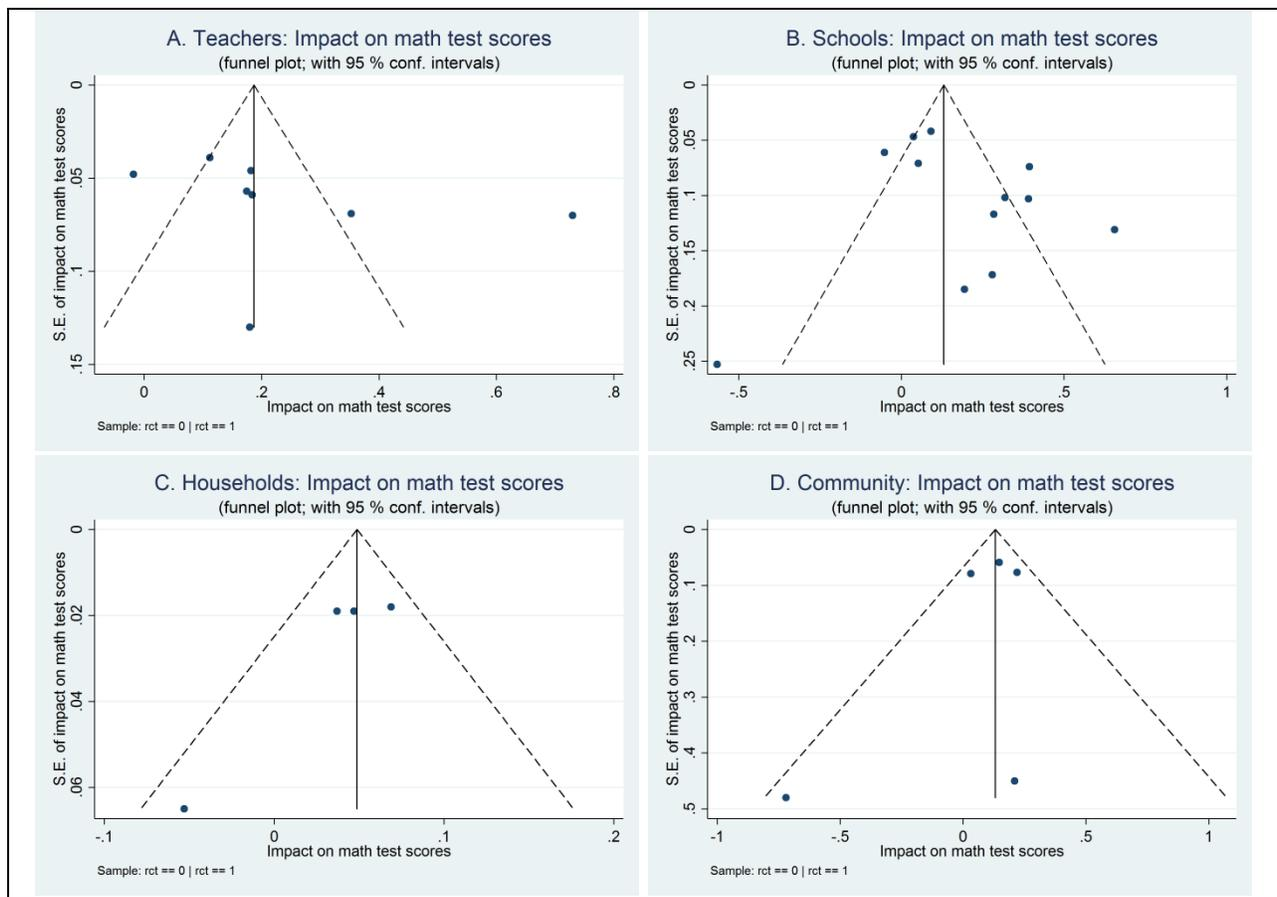 A. Teachers: Impact on math test scores
(funnel plot; with 95 % conf. intervals)
S.E. of impact on math test scores
0
.05
.1
.15
0
.2
.4
.6
.8
Impact on math test scores
Sample: rct == 0 | rct == 1
B. Schools: Impact on math test scores
(funnel plot; with 95 % conf. intervals)
S.E. of impact on math test scores
0
.05
.1
.15
.2
.25
-.5
0
.5
1
Impact on math test scores
Sample: rct == 0 | rct == 1
C. Households: Impact on math test scores
(funnel plot; with 95 % conf. intervals)
S.E. of impact on math test scores
0
.02
.04
.06
-.1
0
.1
.2
Impact on math test scores
Sample: rct == 0 | rct == 1
D. Community: Impact on math test scores
(funnel plot; with 95 % conf. intervals)
S.E. of impact on math test scores
0
.1
.2
.3
.4
.5
-1
-.5
0
.5
1
Impact on math test scores
Sample: rct == 0 | rct == 1